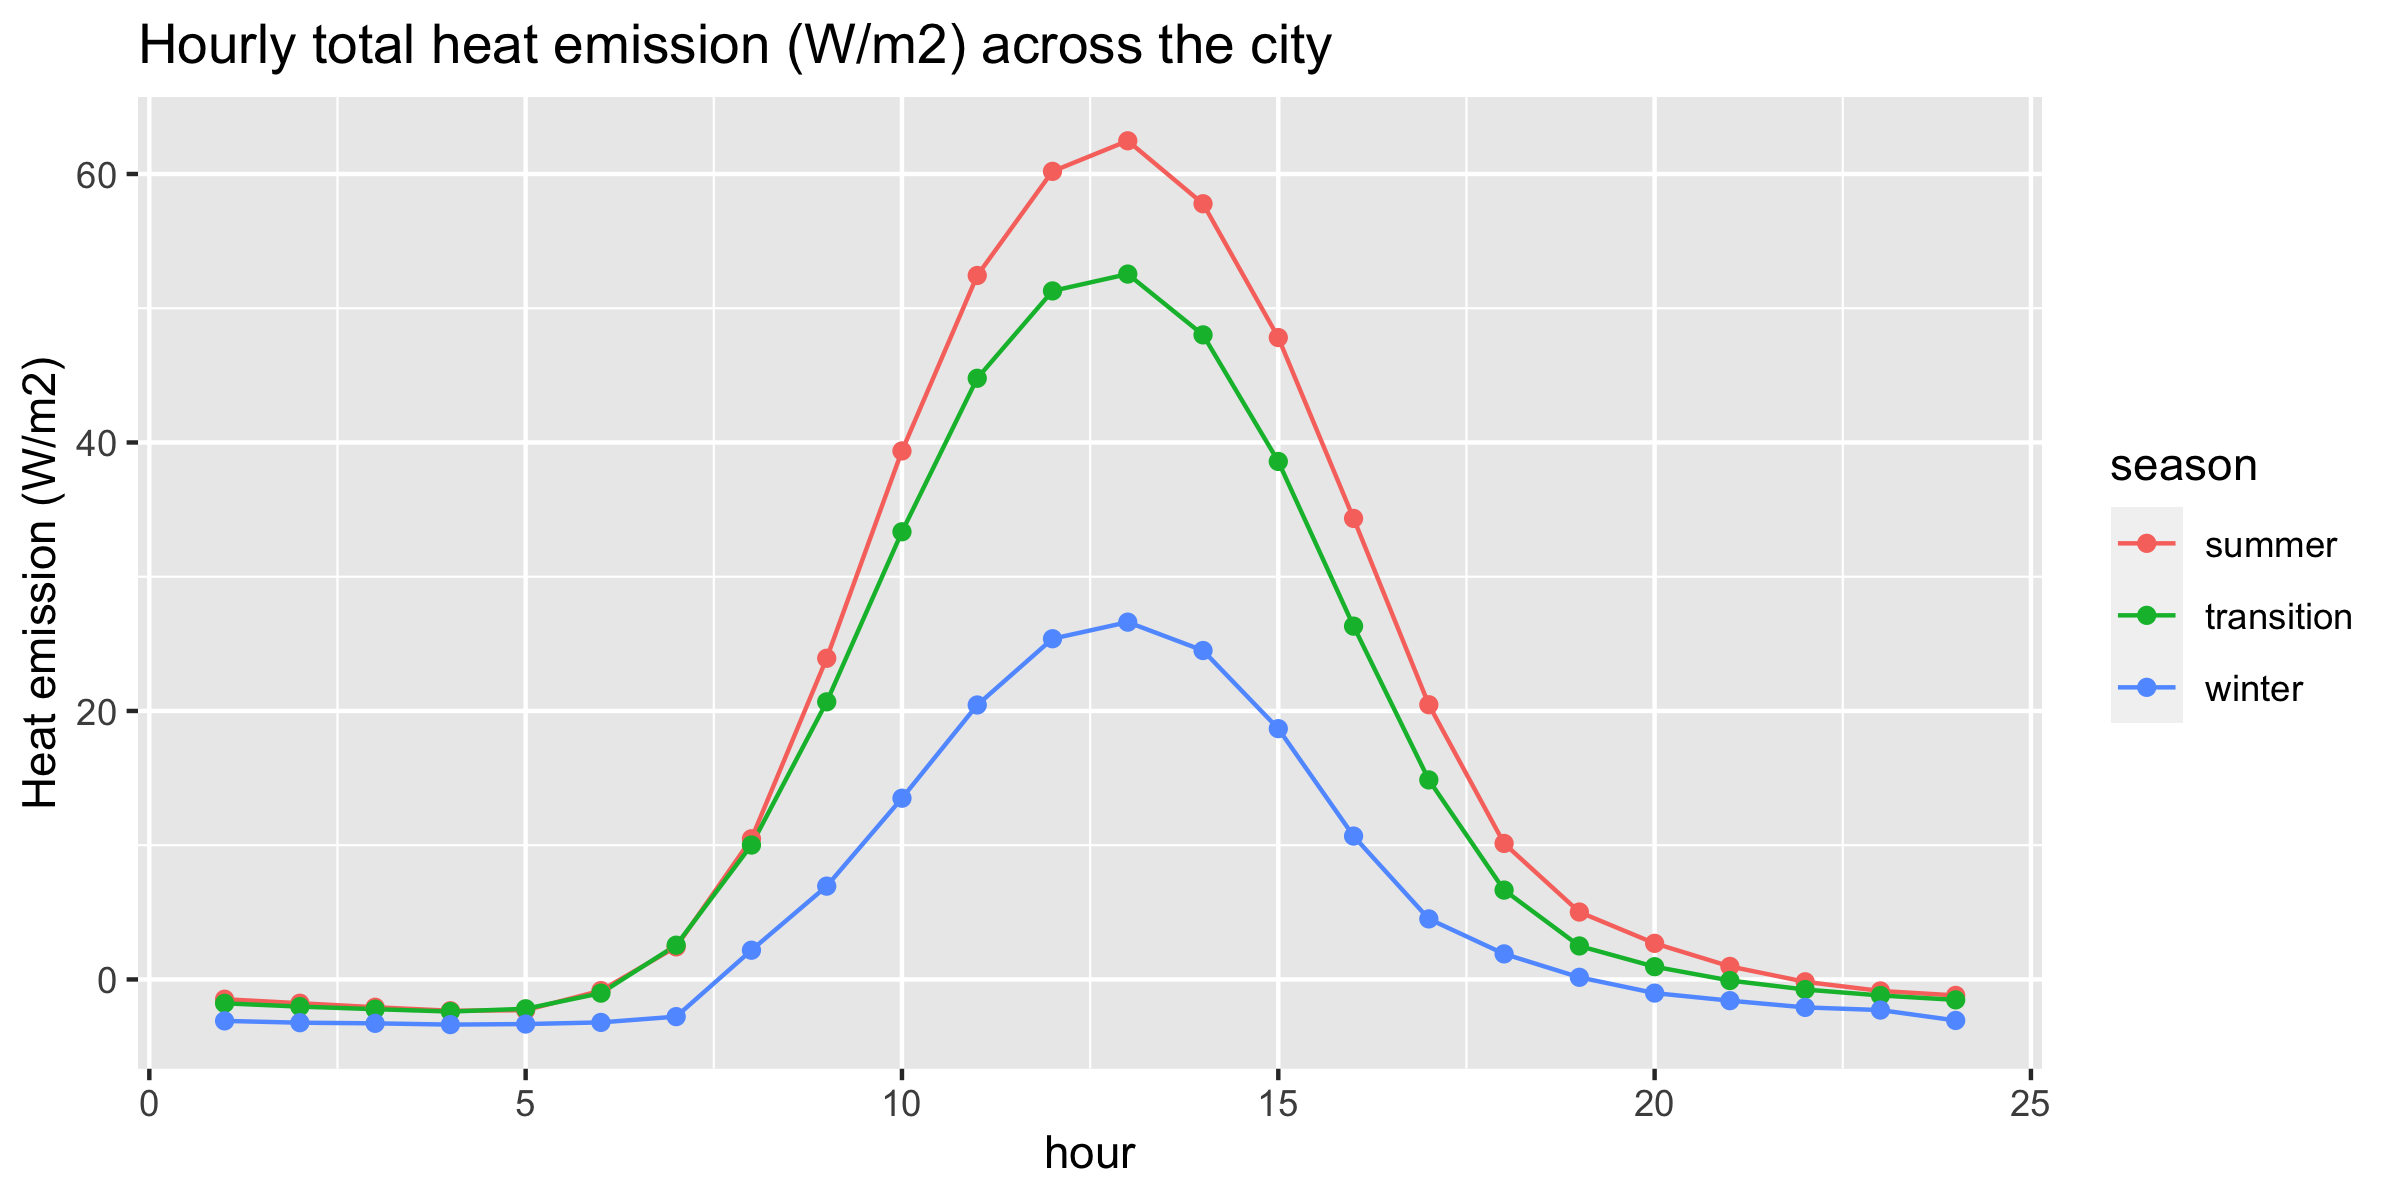 Hourly total heat emission (W/m2) across the city
Heat emission (W/m2)
60
40
20
0
0 5 10 15 20 25
hour
season
summer
transition
winter